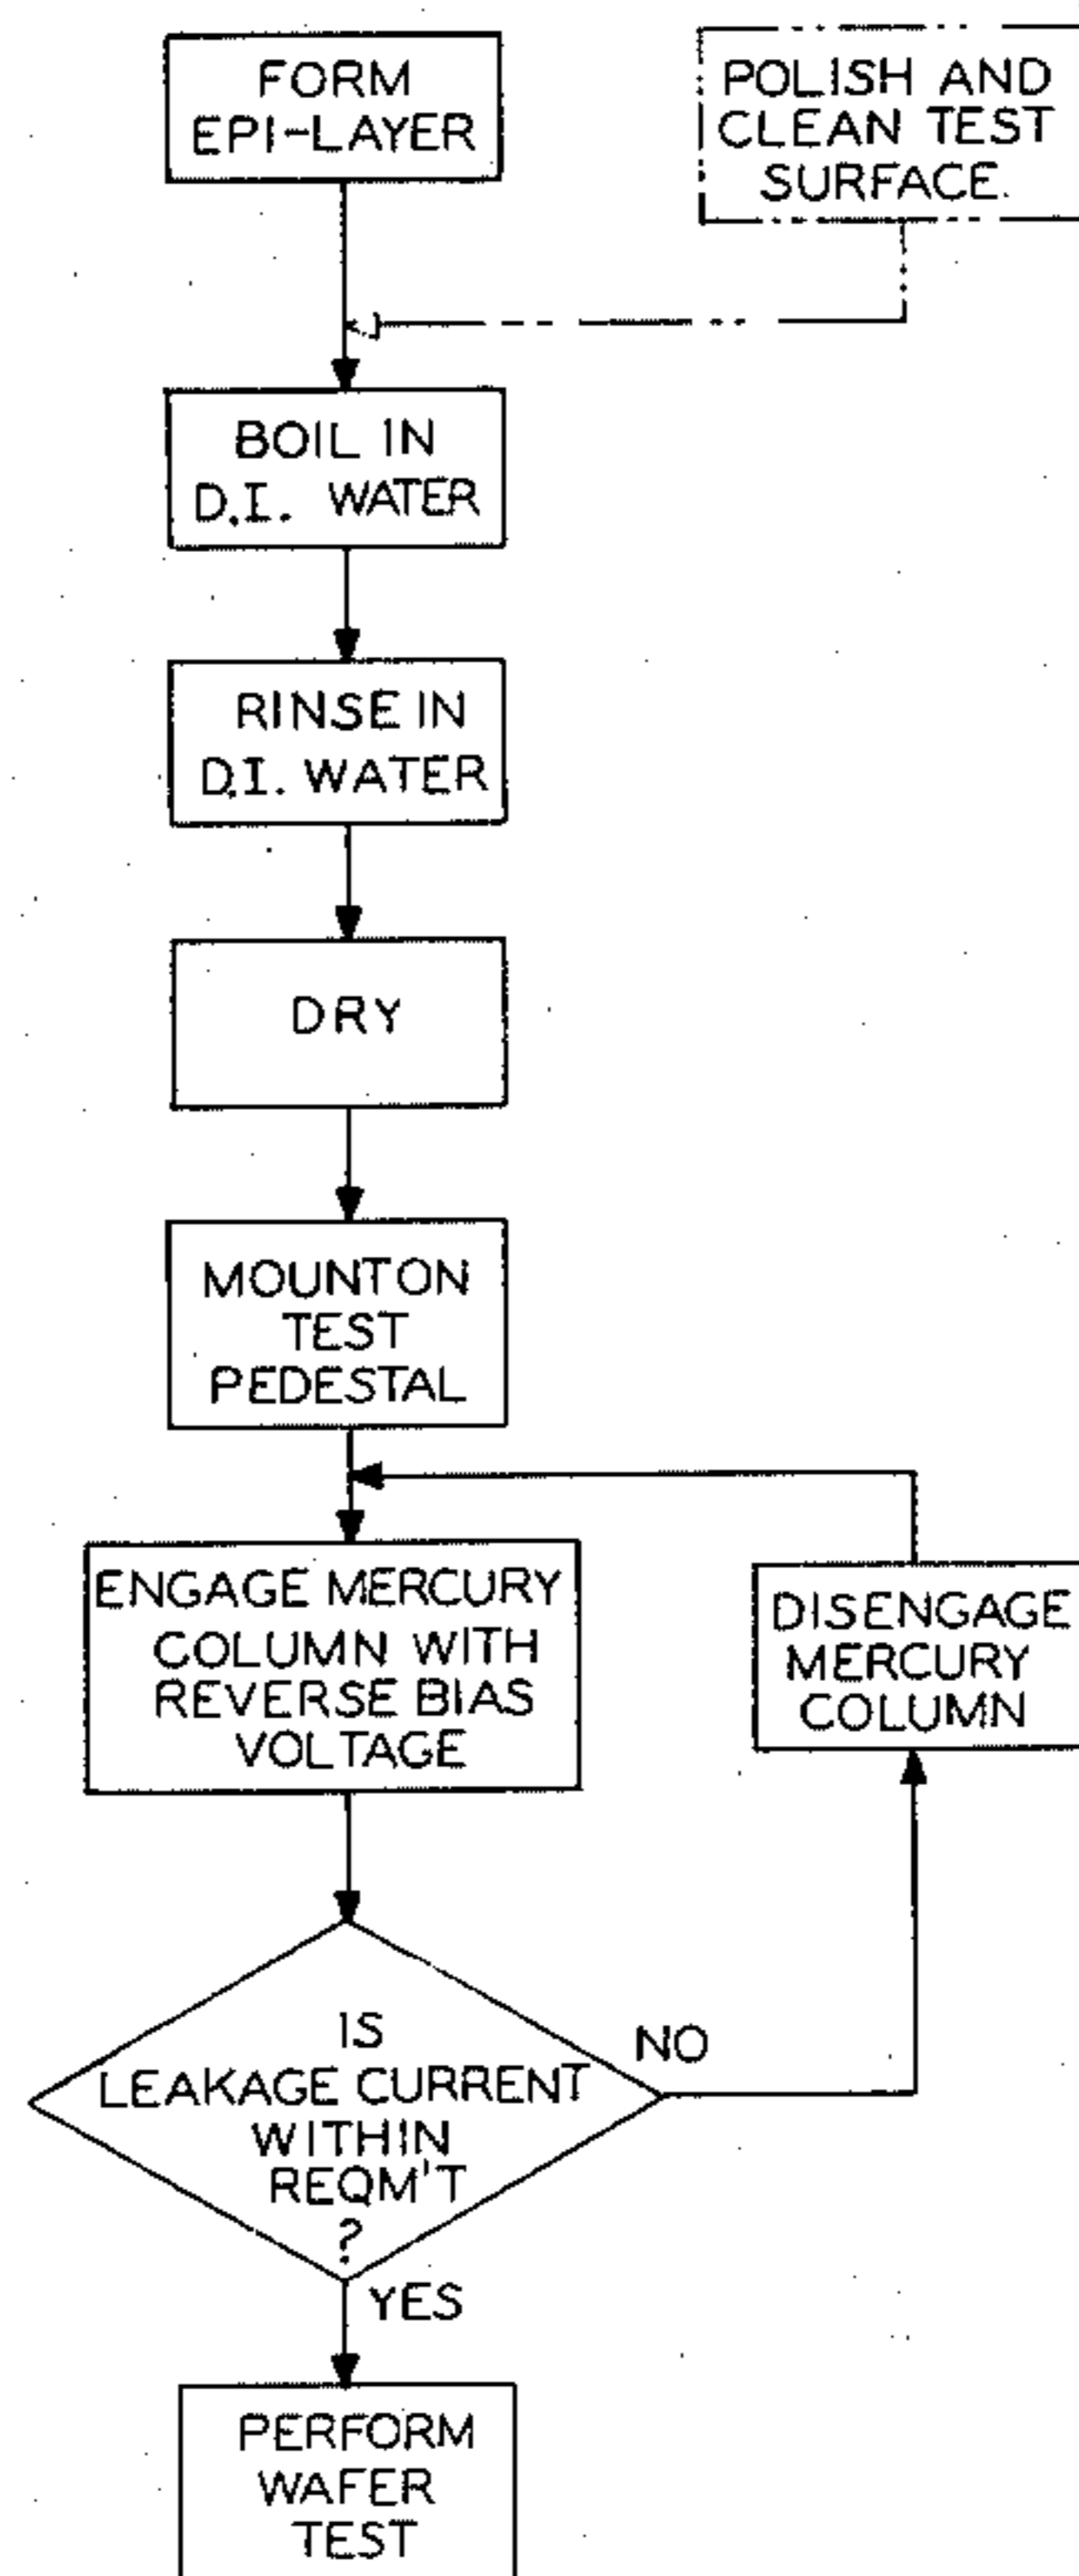 FORM
EPI-LAYER
POLISH AND
CLEAN TEST
SURFACE.
BOIL IN
D.I. WATER
RINSE IN
D.I. WATER
DRY
MOUNTON
TEST
PEDESTAL
ENGAGE MERCURY
COLUMN WITH
REVERSE BIAS
VOLTAGE
DISENGAGE
MERCURY
COLUMN
IS
LEAKAGE CURRENT
WITHIN
REQM'T
?
NO
YES
PERFORM
WAFER
TEST